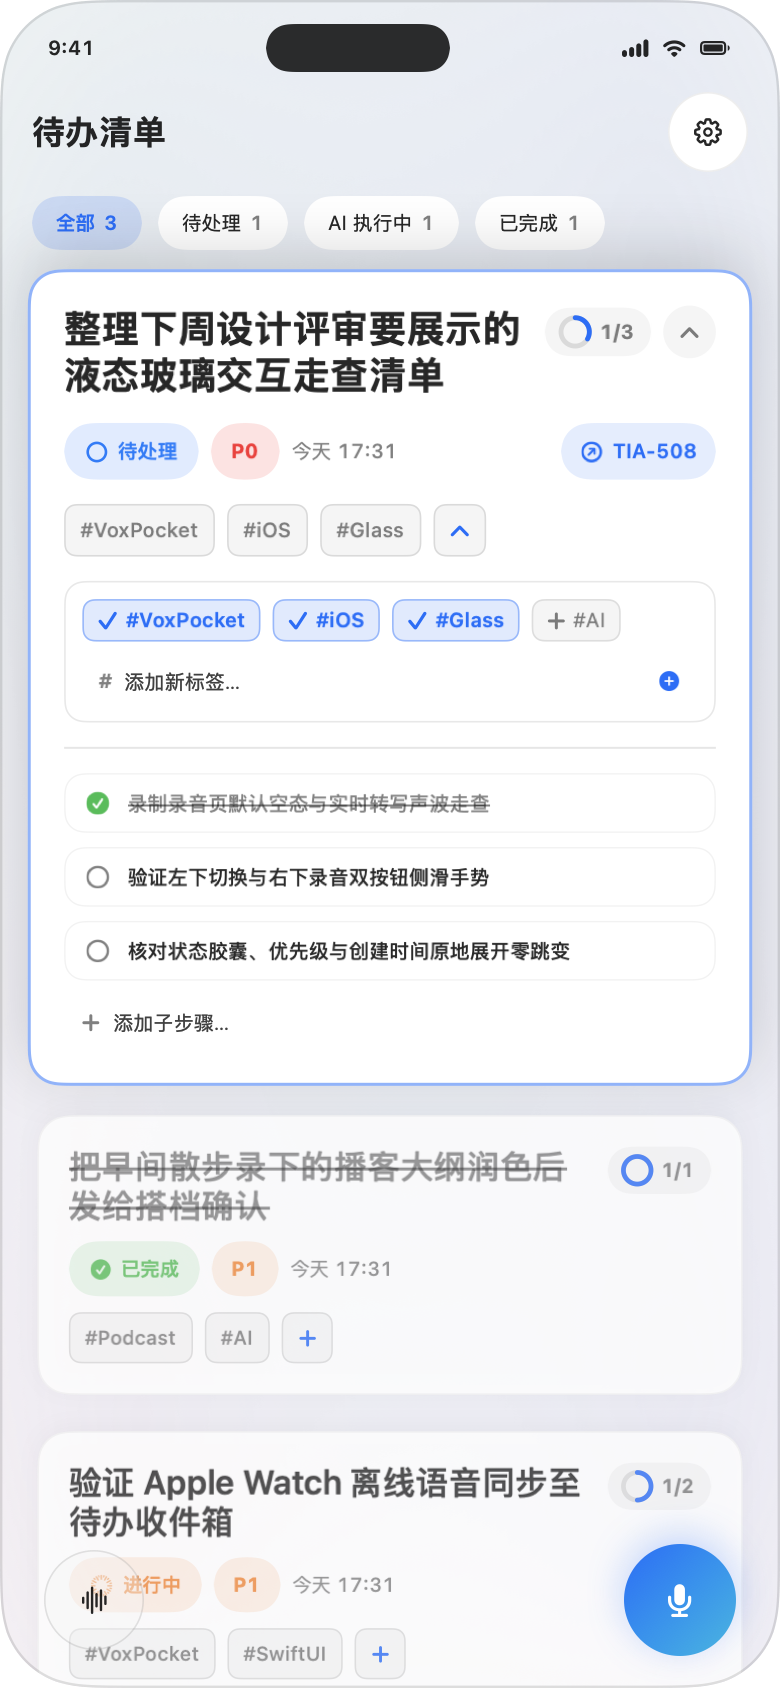 9:41
待办清单
全部 3
待处理 1
AI 执行中 1
已完成 1
整理下周设计评审要展示的
液态玻璃交互走查清单
1/3
待处理
P0
今天 17:31
TIA-508
#VoxPocket
#iOS
#Glass
#VoxPocket
#iOS
#Glass
#AI
# 添加新标签...
录制录音页默认空态与实时转写声波走查
验证左下切换与右下录音双按钮侧滑手势
核对状态胶囊、优先级与创建时间原地展开零跳变
添加子步骤...
把早间散步录下的播客大纲润色后
发给搭档确认
1/1
已完成
P1
今天 17:31
#Podcast
#AI
验证 Apple Watch 离线语音同步至
待办收件箱
1/2
进行中
P1
今天 17:31
#VoxPocket
#SwiftUI